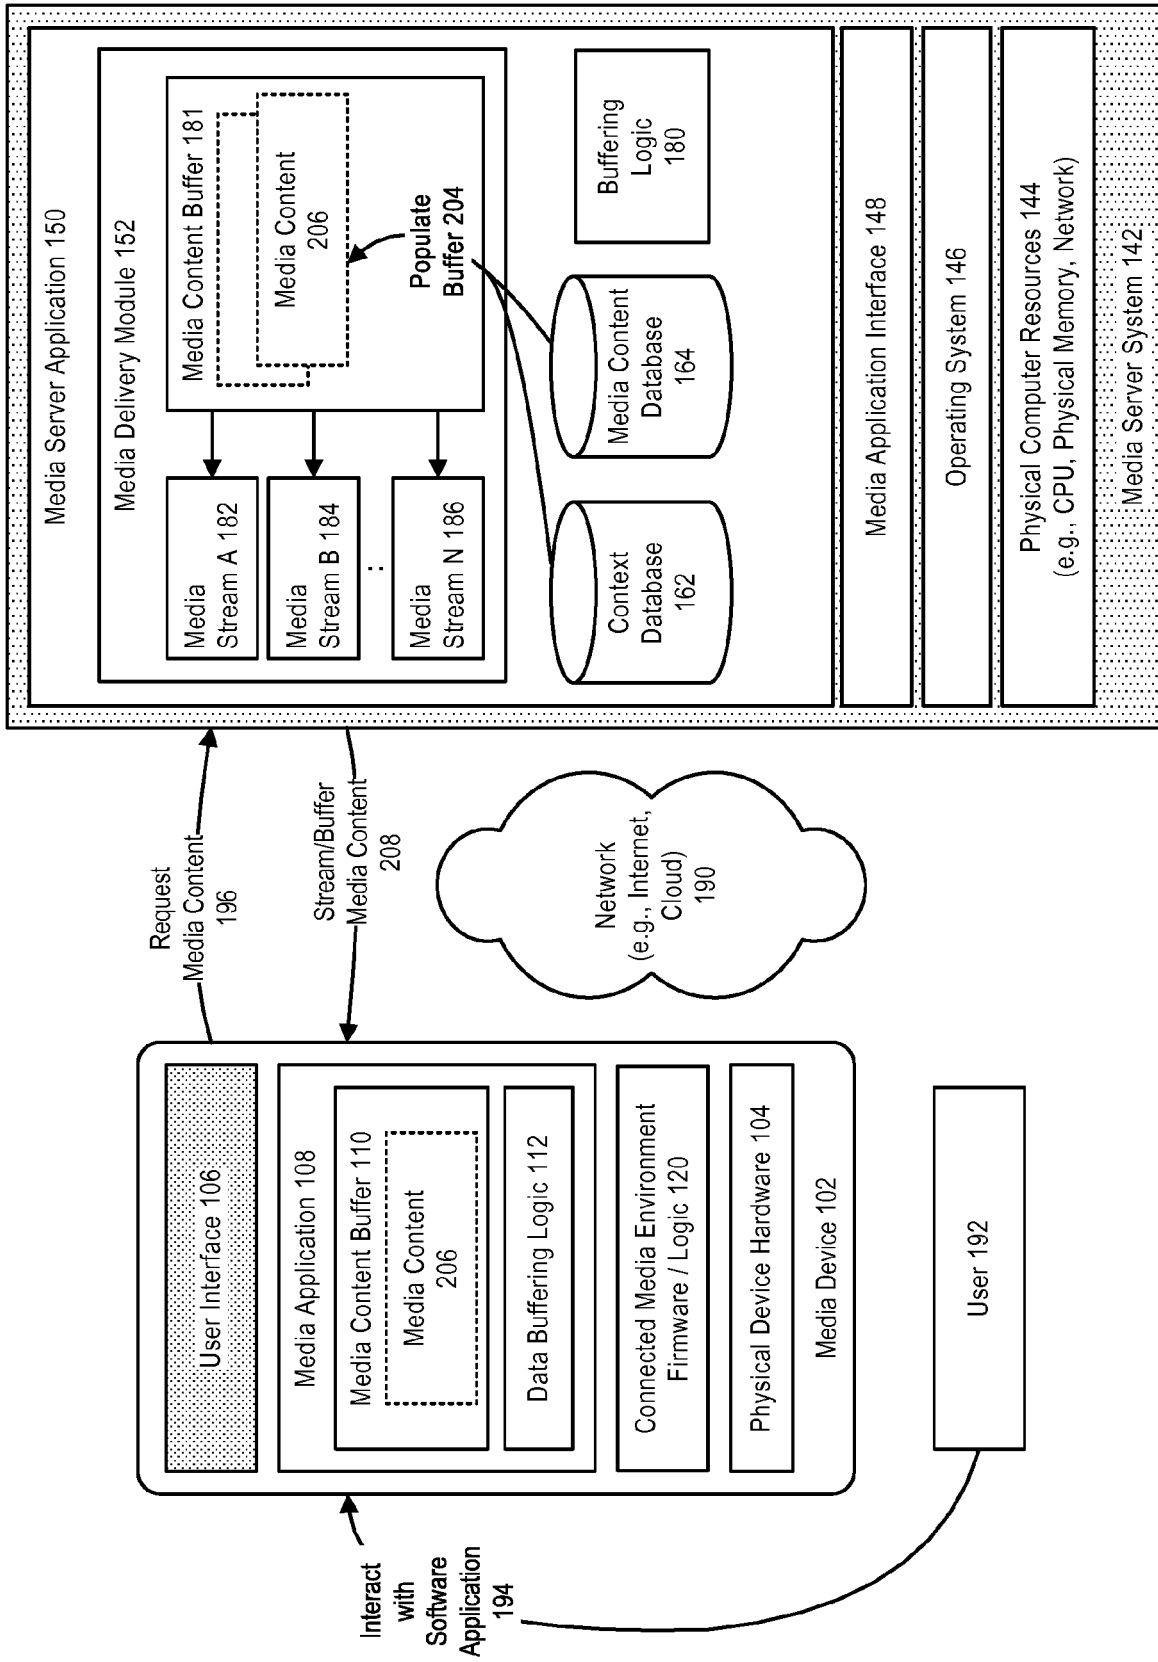 Interact
with
Software
Application
194
User Interface 106
Media Application 108
Media Content Buffer 110
Media Content
206
Data Buffering Logic 112
Connected Media Environment
Firmware / Logic 120
Physical Device Hardware 104
Media Device 102
User 192
Request
Media Content
196
Stream/Buffer
Media Content
208
Network
(e.g., Internet,
Cloud)
190
Media Server Application 150
Media Delivery Module 152
Media
Stream A 182
Media
Stream B 184
..
Media
Stream N 186
Media Content Buffer 181
Media Content
206
Populate
Buffer 204
Context
Database
162
Media Content
Database
164
Buffering
Logic
180
Media Application Interface 148
Operating System 146
Physical Computer Resources 144
(e.g., CPU, Physical Memory, Network)
Media Server System 142